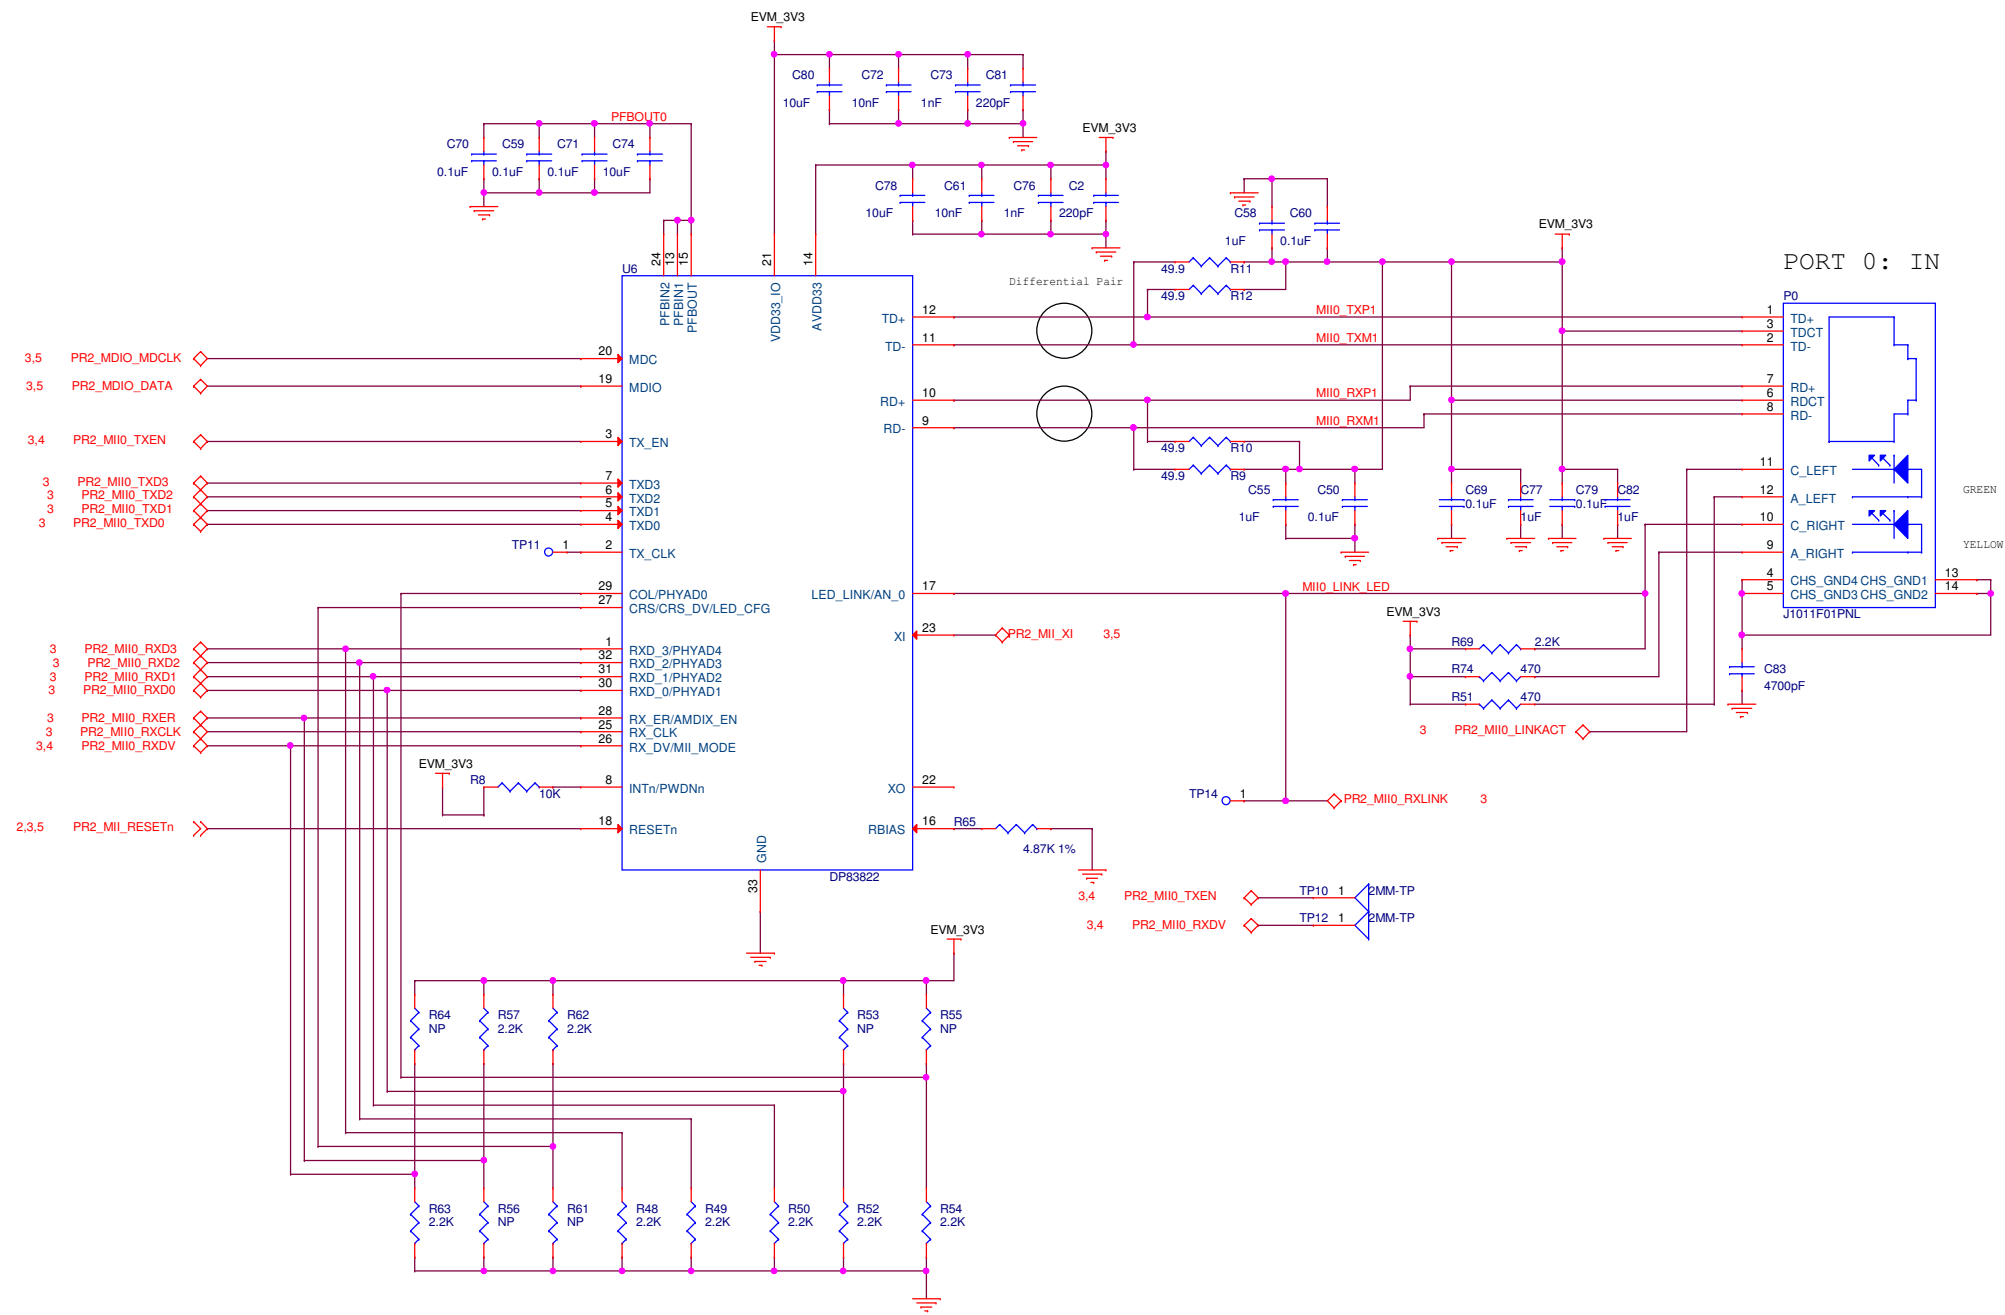 EVM_3V3
C80 C72 C73 C81
10uF 10nF 1nF 220pF
PFBOUT0
C70 C59 C71 C74
0.1uF 0.1uF 0.1uF 10uF
EVM_3V3
C78 C61 C76 C2
10uF 10nF 1nF 220pF
C58 C60
1uF 0.1uF
EVM_3V3
PORT 0: IN
U6
24 13 15 21 14
PFBIN2 PFBIN1 PFBOUT VDD33_IO AVDD33
Differential Pair
49.9 R11
49.9 R12
P0
TD+ 12 MII0_TXP1 1 TD+
3 TDCT
TD- 11 MII0_TXM1 2 TD-
3,5 PR2_MDIO_MDCLK 20 MDC
3,5 PR2_MDIO_DATA 19 MDIO
RD+ 10 MII0_RXP1 7 RD+
6 RDCT
RD- 9 MII0_RXM1 8 RD-
3,4 PR2_MII0_TXEN 3 TX_EN
49.9 R10
49.9 R9
3 PR2_MII0_TXD3 7 TXD3
3 PR2_MII0_TXD2 6 TXD2
3 PR2_MII0_TXD1 5 TXD1
3 PR2_MII0_TXD0 4 TXD0
C55 C50
1uF 0.1uF
C69 C77 C79 C82
0.1uF 1uF 0.1uF 1uF
11 C_LEFT
12 A_LEFT
GREEN
10 C_RIGHT
9 A_RIGHT
YELLOW
TP11 1 2 TX_CLK
4 CHS_GND4 CHS_GND1 13
5 CHS_GND3 CHS_GND2 14
J1011F01PNL
29 COL/PHYAD0
27 CRS/CRS_DV/LED_CFG
LED_LINK/AN_0 17 MII0_LINK_LED
XI 23 PR2_MII_XI 3,5
EVM_3V3
R69 2.2K
R74 470
R51 470
C83
4700pF
3 PR2_MII0_RXD3 1 RXD_3/PHYAD4
3 PR2_MII0_RXD2 32 RXD_2/PHYAD3
3 PR2_MII0_RXD1 31 RXD_1/PHYAD2
3 PR2_MII0_RXD0 30 RXD_0/PHYAD1
3 PR2_MII0_RXER 28 RX_ER/AMDIX_EN
3 PR2_MII0_RXCLK 25 RX_CLK
3,4 PR2_MII0_RXDV 26 RX_DV/MII_MODE
3 PR2_MII0_LINKACT
EVM_3V3
R8 10K 8 INTn/PWDNn
XO 22
TP14 1 PR2_MII0_RXLINK 3
2,3,5 PR2_MII_RESETn 18 RESETn
RBIAS 16 R65
4.87K 1%
GND
33
DP83822
3,4 PR2_MII0_TXEN TP10 1 2MM-TP
3,4 PR2_MII0_RXDV TP12 1 2MM-TP
EVM_3V3
R64 R57 R62 R53 R55
NP 2.2K 2.2K NP NP
R63 R56 R61 R48 R49 R50 R52 R54
2.2K NP NP 2.2K 2.2K 2.2K 2.2K 2.2K